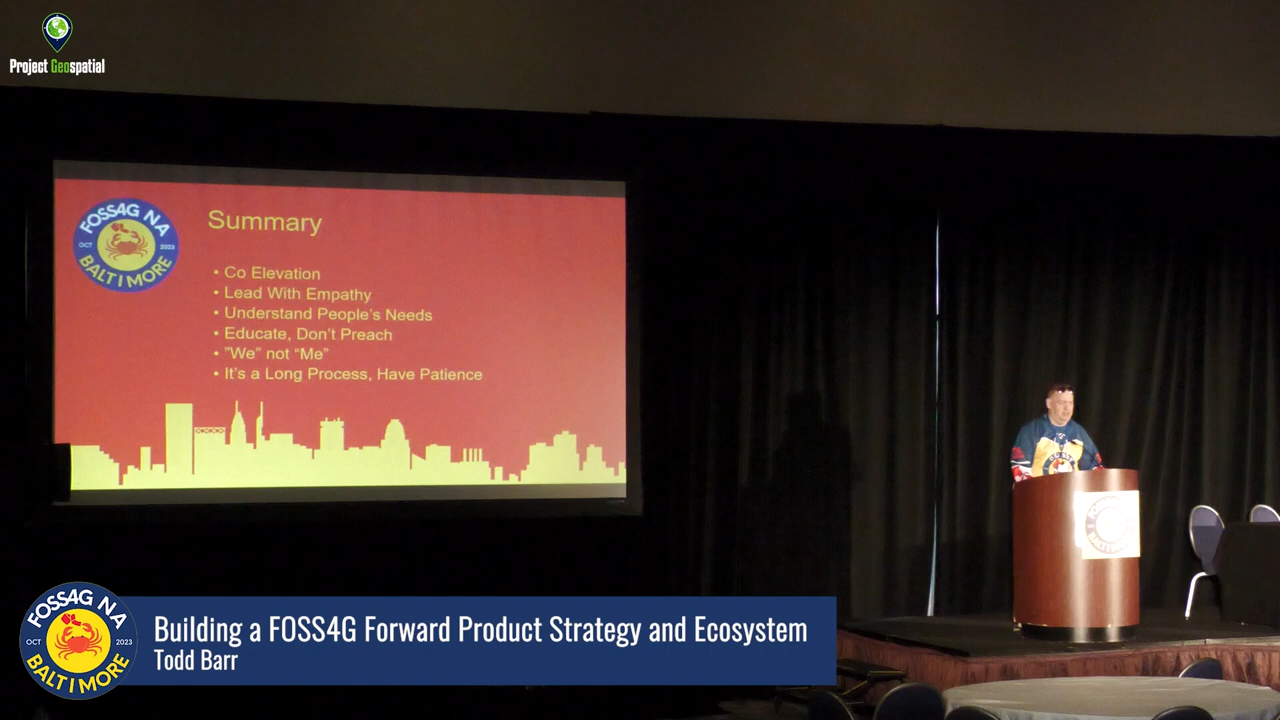 Project Geospatial
FOSS4G NA
OCT 2023
BALTIMORE
Summary
• Co Elevation
• Lead With Empathy
• Understand People's Needs
• Educate, Don't Preach
• "We" not “Me”
• It's a Long Process, Have Patience
BALTIMORE
FOSS4G NA
OCT 2023
BALTIMORE
Building a FOSS4G Forward Product Strategy and Ecosystem
Todd Barr